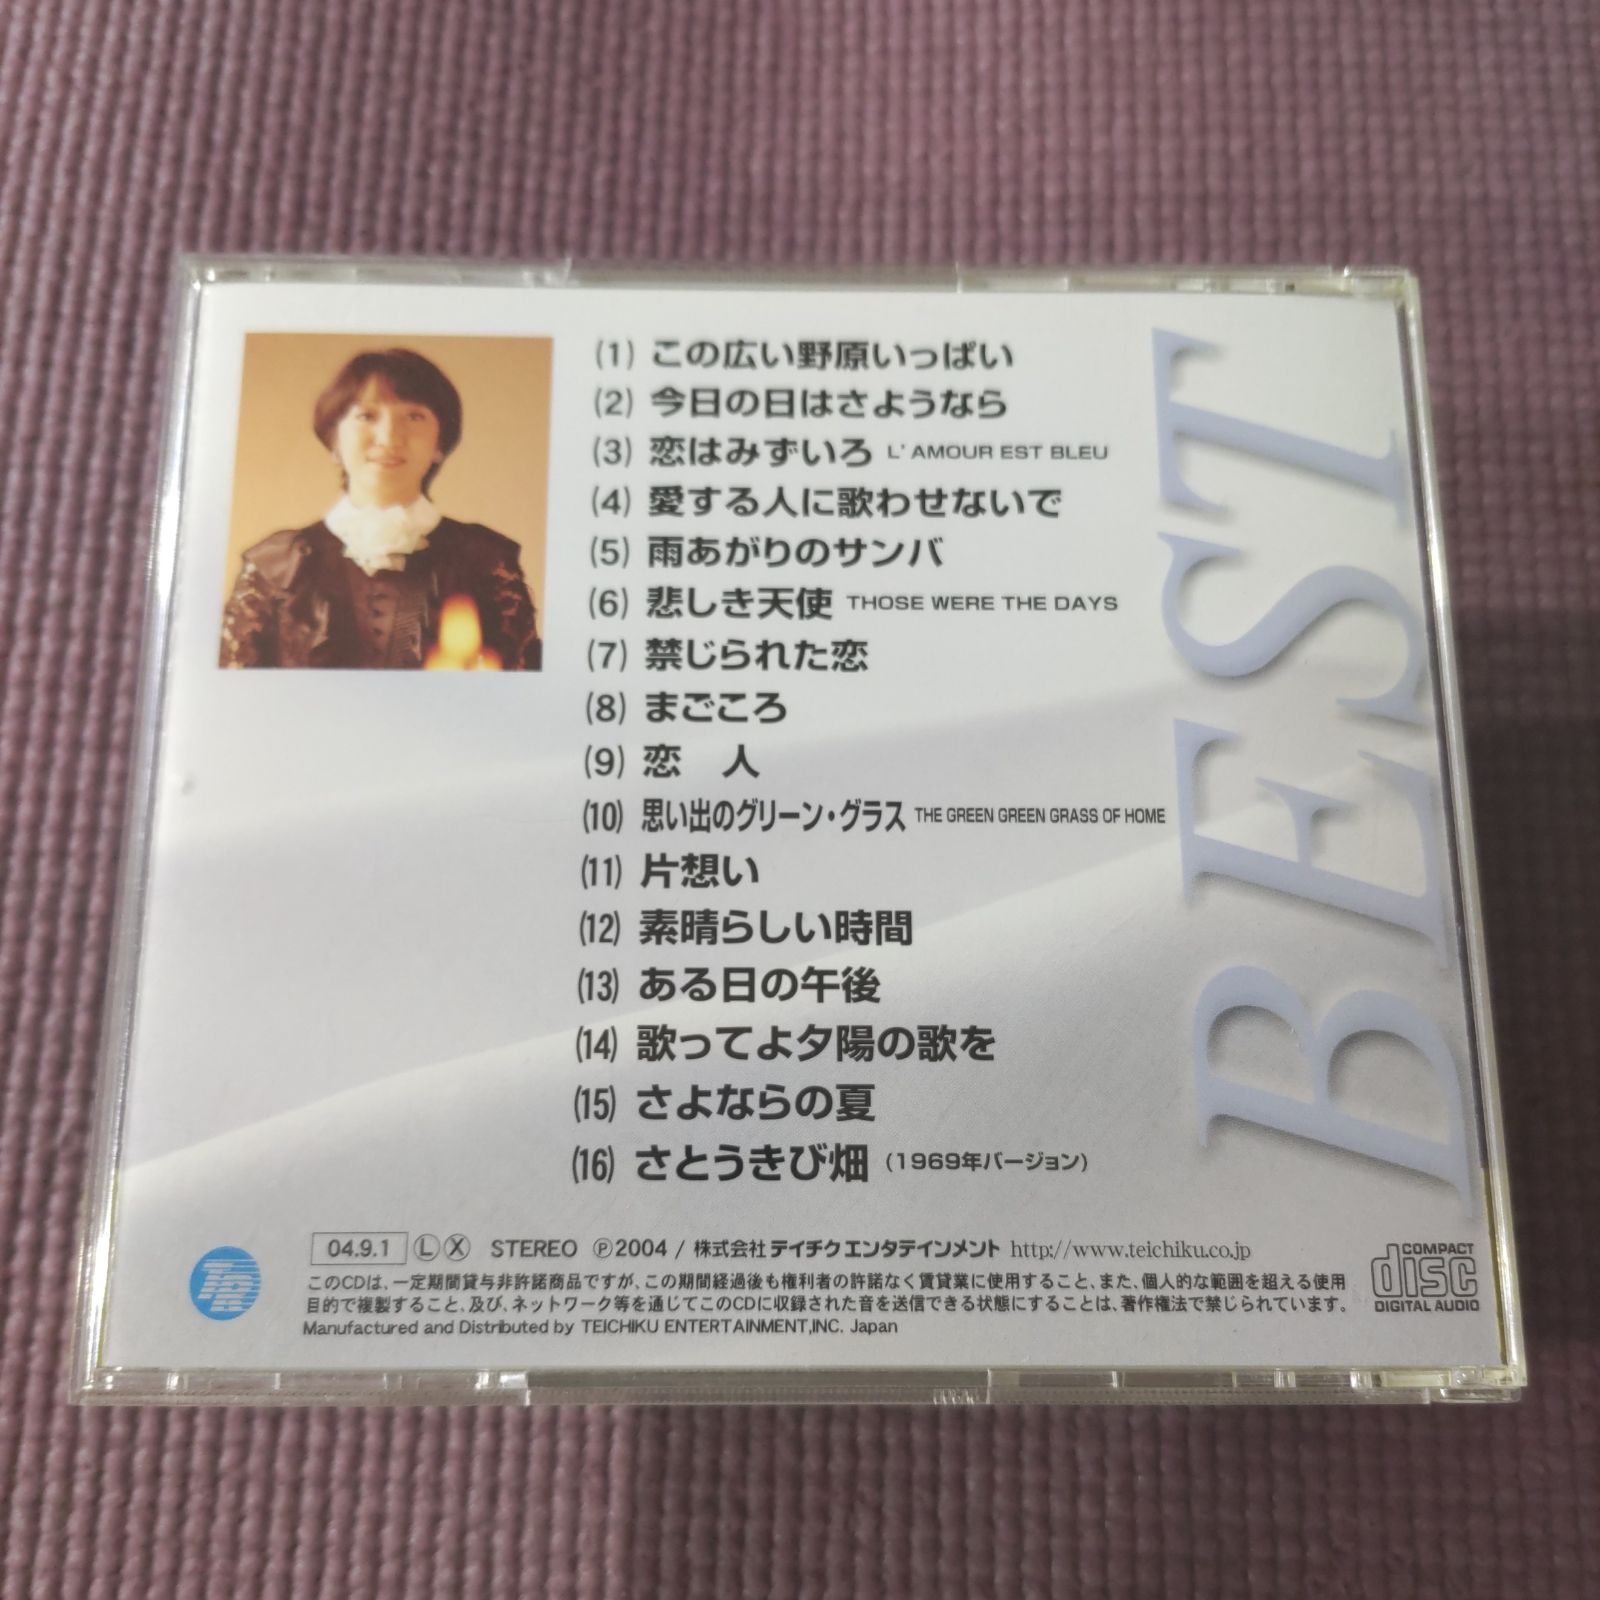 (1) この広い野原いっぱい
(2) 今日の日はさようなら
(3) 恋はみずいろ L' AMOUR EST BLEU
(4) 愛する人に歌わせないで
(5) 雨あがりのサンバ
(6) 悲しき天使 THOSE WERE THE DAYS
(7) 禁じられた恋
(8) まごころ
(9) 恋 人
(10) 思い出のグリーン・グラス THE GREEN GREEN GRASS OF HOME
(11) 片想い
(12) 素晴らしい時間
(13) ある日の午後
(14) 歌ってよ夕陽の歌を
(15) さよならの夏
(16) さとうきび畑 (1969年バージョン)
BEST
04.9.1 Ⓛ Ⓧ STEREO ℗2004 / 株式会社テイチクエンタテインメント http://www.teichiku.co.jp
このCDは、一定期間貸与非許諾商品ですが、この期間経過後も権利者の許諾なく賃貸業に使用すること、また、個人的な範囲を超える使用
目的で複製すること、及び、ネットワーク等を通じてこのCDに収録された音を送信できる状態にすることは、著作権法で禁じられています。
Manufactured and Distributed by TEICHIKU ENTERTAINMENT,INC. Japan
COMPACT
disc
DIGITAL AUDIO